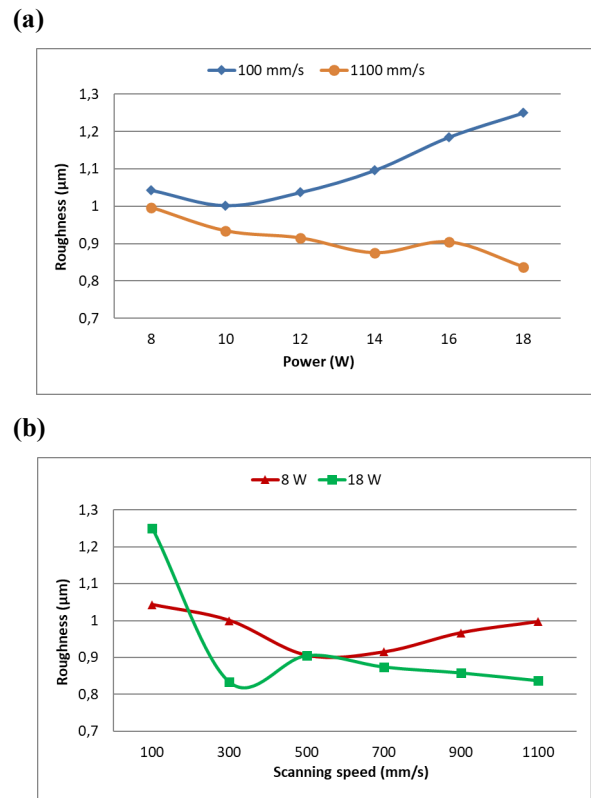 (a)
100 mm/s 1100 mm/s
1,3
1,2
1,1
1
0,9
0,8
0,7
Roughness (µm)
8 10 12 14 16 18
Power (W)
(b)
8 W 18 W
1,3
1,2
1,1
1
0,9
0,8
0,7
Roughness (µm)
100 300 500 700 900 1100
Scanning speed (mm/s)